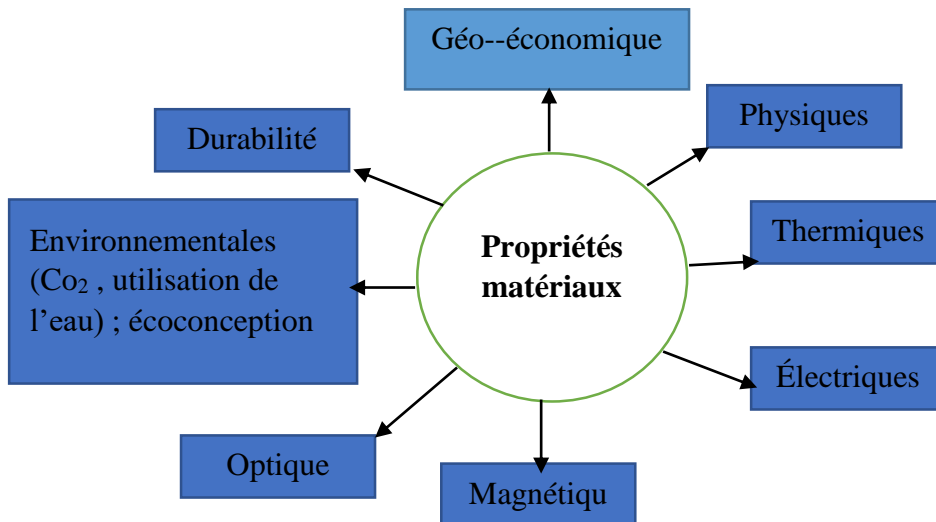 Géo--économique
Physiques
Durabilité
Thermiques
Environnementales
(Co₂ , utilisation de
l’eau) ; écoconception
Propriétés
matériaux
Électriques
Optique
Magnétiqu